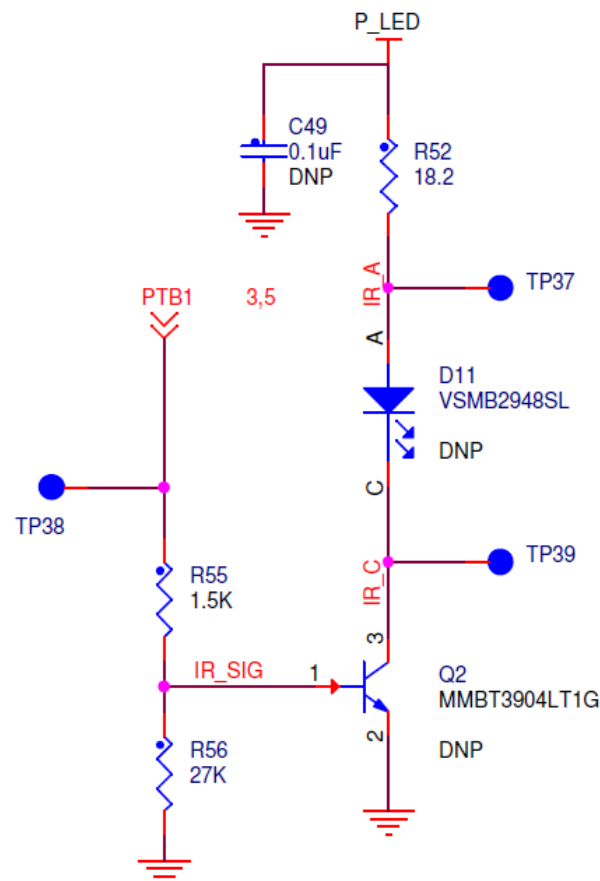 P_LED
C49
0.1uF
DNP
R52
18.2
IR_A
TP37
PTB1
3,5
A
D11
VSMB2948SL
DNP
C
TP38
IR_C
TP39
R55
1.5K
IR_SIG
1
3
Q2
MMBT3904LT1G
2
DNP
R56
27K